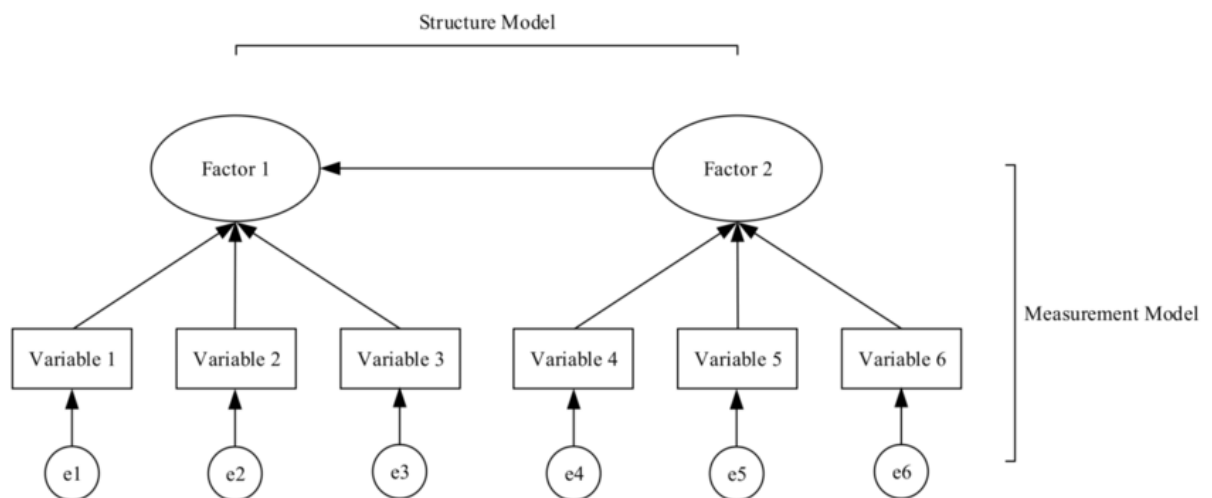 Structure Model
Factor 1
Factor 2
Measurement Model
Variable 1
Variable 2
Variable 3
Variable 4
Variable 5
Variable 6
e1
e2
e3
e4
e5
e6